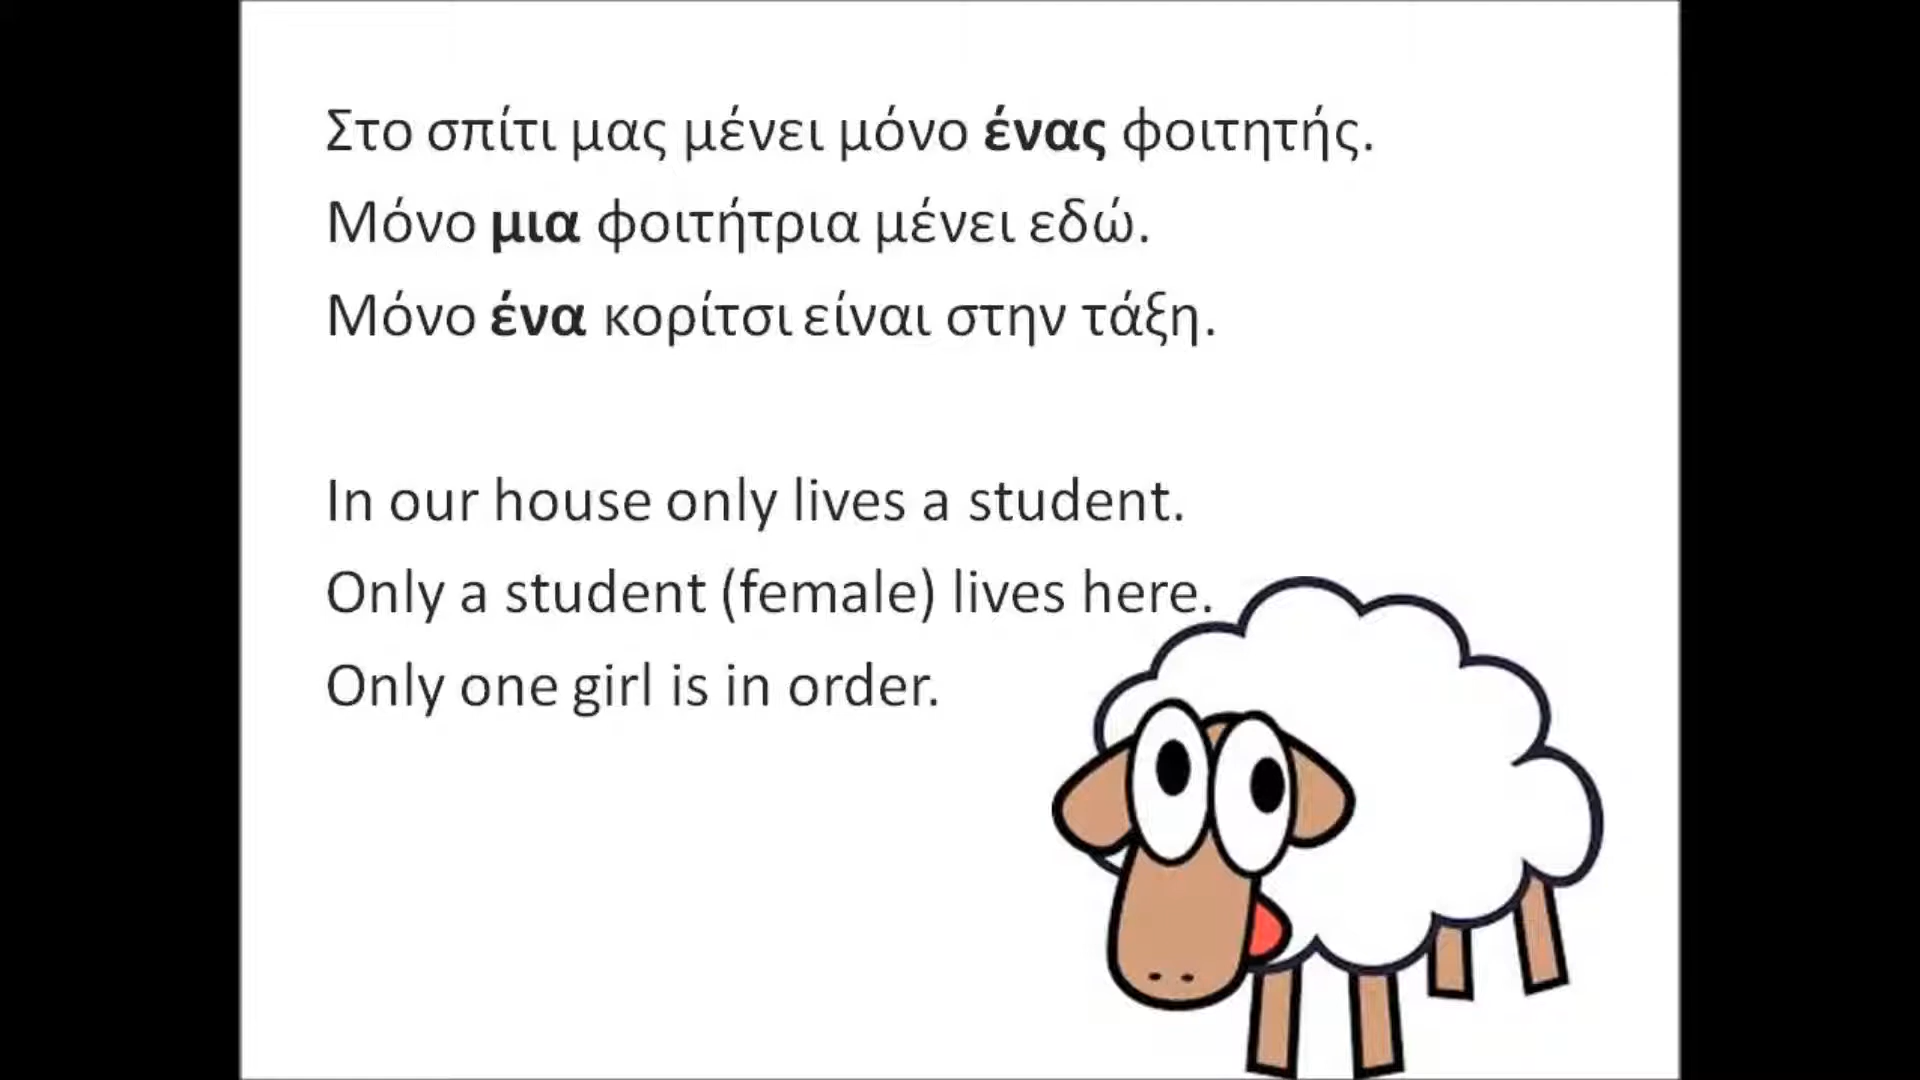 Στο σπίτι μας μένει μόνο ένας φοιτητής.
Μόνο μια φοιτήτρια μένει εδώ.
Μόνο ένα κορίτσι είναι στην τάξη.
In our house only lives a student.
Only a student (female) lives here.
Only one girl is in order.